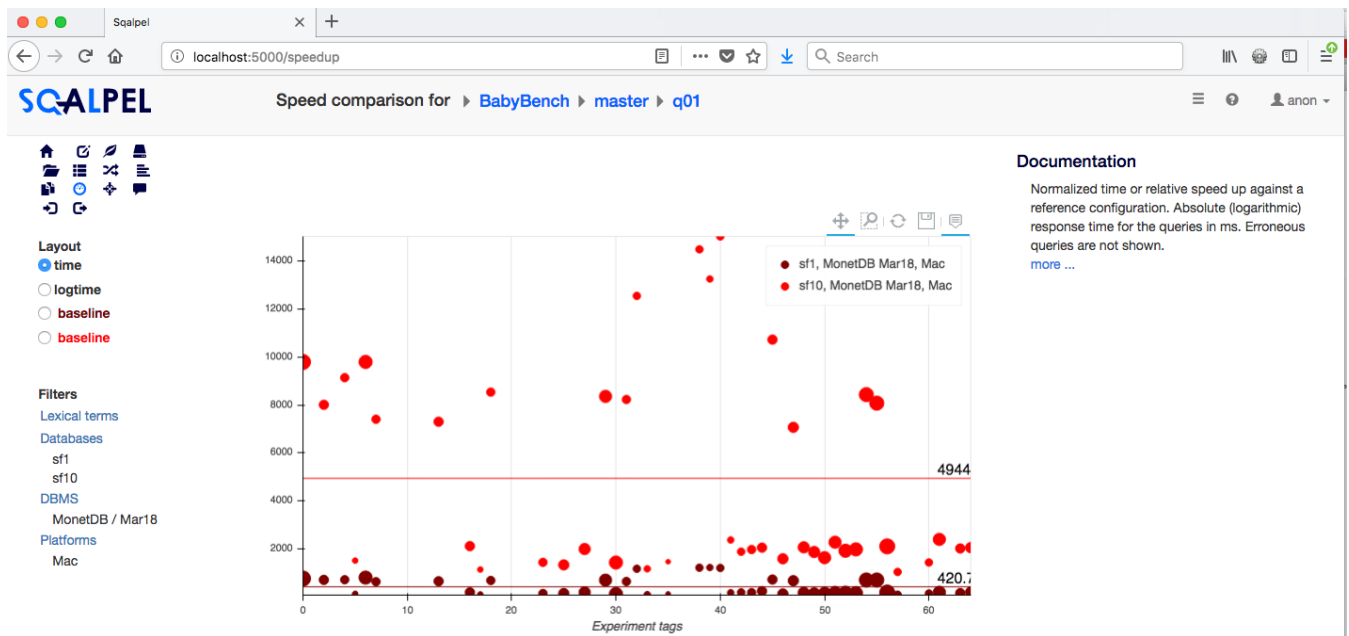 Sqalpel
localhost:5000/speedup
Search
SQALPEL
Speed comparison for BabyBench master q01
anon
Documentation
Normalized time or relative speed up against a
reference configuration. Absolute (logarithmic)
response time for the queries in ms. Erroneous
queries are not shown.
more ...
Layout
time
logtime
baseline
baseline
Filters
Lexical terms
Databases
sf1
sf10
DBMS
MonetDB / Mar18
Platforms
Mac
sf1, MonetDB Mar18, Mac
sf10, MonetDB Mar18, Mac
14000
12000
10000
8000
6000
4000
2000
4944
420.7
0 10 20 30 40 50 60
Experiment tags